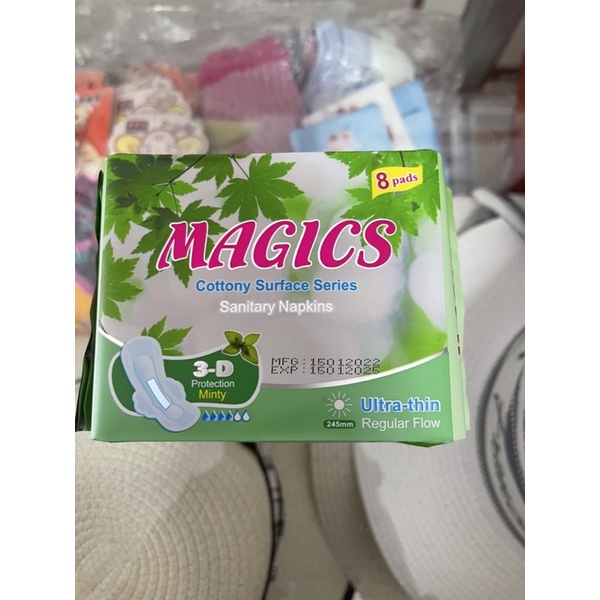 8 pads
MAGICS
Cottony Surface Series
Sanitary Napkins
MFG:15012022
EXP:15012025
3-D
Protection
Minty
245mm
Ultra-thin
Regular Flow